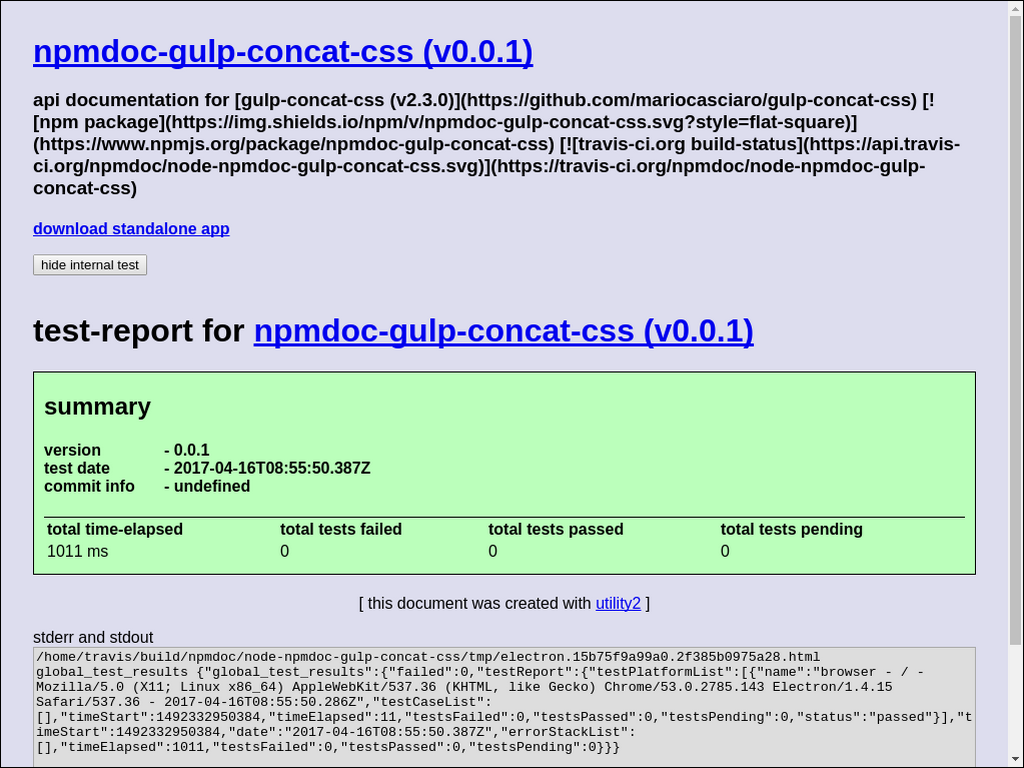 npmdoc-gulp-concat-css (v0.0.1)
api documentation for [gulp-concat-css (v2.3.0)](https://github.com/mariocasciaro/gulp-concat-css) [!
[npm package](https://img.shields.io/npm/v/npmdoc-gulp-concat-css.svg?style=flat-square)]
(https://www.npmjs.org/package/npmdoc-gulp-concat-css) [![travis-ci.org build-status](https://api.travis-
ci.org/npmdoc/node-npmdoc-gulp-concat-css.svg)](https://travis-ci.org/npmdoc/node-npmdoc-gulp-
concat-css)
download standalone app
hide internal test
test-report for npmdoc-gulp-concat-css (v0.0.1)
summary
version - 0.0.1
test date - 2017-04-16T08:55:50.387Z
commit info - undefined
total time-elapsed total tests failed total tests passed total tests pending
1011 ms 0 0 0
[ this document was created with utility2 ]
stderr and stdout
/home/travis/build/npmdoc/node-npmdoc-gulp-concat-css/tmp/electron.15b75f9a99a0.2f385b0975a28.html
global_test_results {"global_test_results":{"failed":0,"testReport":{"testPlatformList":[{"name":"browser - / -
Mozilla/5.0 (X11; Linux x86_64) AppleWebKit/537.36 (KHTML, like Gecko) Chrome/53.0.2785.143 Electron/1.4.15
Safari/537.36 - 2017-04-16T08:55:50.286Z","testCaseList":
[],"timeStart":1492332950384,"timeElapsed":11,"testsFailed":0,"testsPassed":0,"testsPending":0,"status":"passed"}],"t
imeStart":1492332950384,"date":"2017-04-16T08:55:50.387Z","errorStackList":
[],"timeElapsed":1011,"testsFailed":0,"testsPassed":0,"testsPending":0}}}